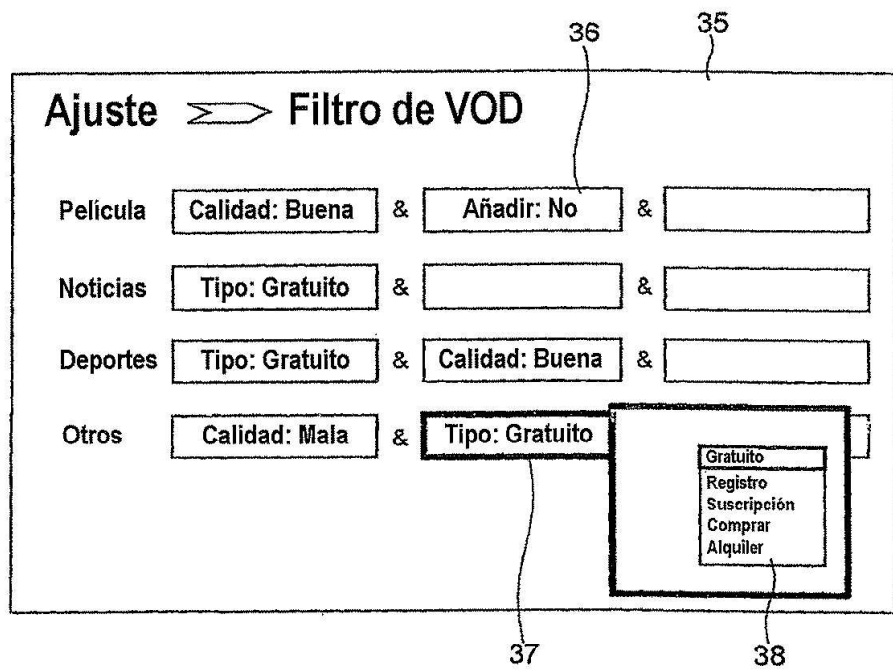 36 35
Ajuste Filtro de VOD
Película Calidad: Buena & Añadir: No &
Noticias Tipo: Gratuito & &
Deportes Tipo: Gratuito & Calidad: Buena &
Otros Calidad: Mala & Tipo: Gratuito
Gratuito
Registro
Suscripción
Comprar
Alquiler
37 38